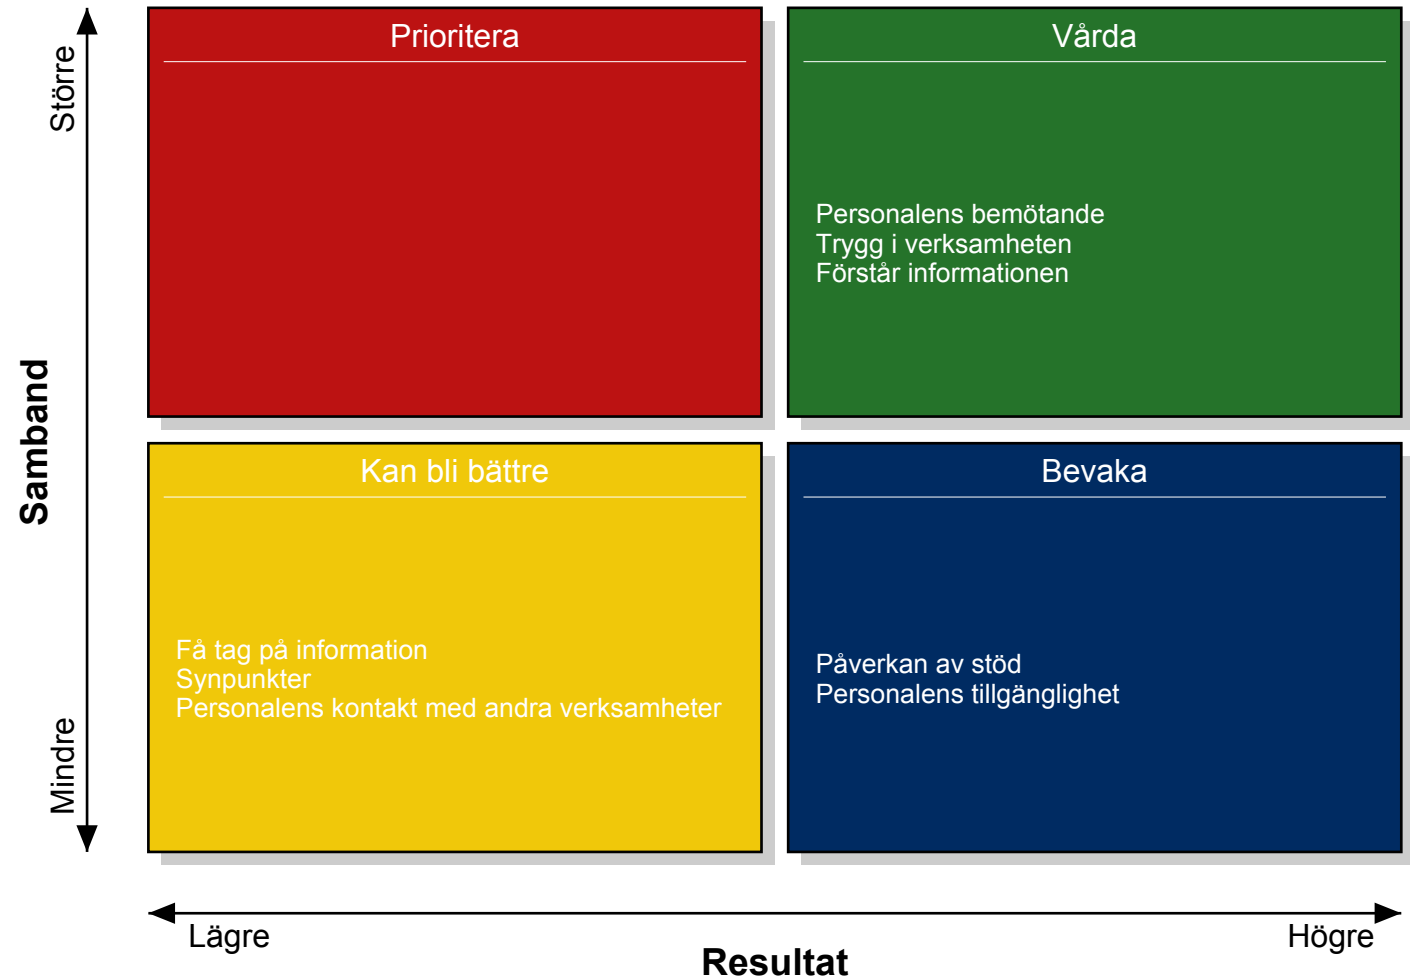 Större
Samband
Mindre
Prioritera
Vårda
Personalens bemötande
Trygg i verksamheten
Förstår informationen
Kan bli bättre
Få tag på information
Synpunkter
Personalens kontakt med andra verksamheter
Bevaka
Påverkan av stöd
Personalens tillgänglighet
Lägre
Resultat
Högre